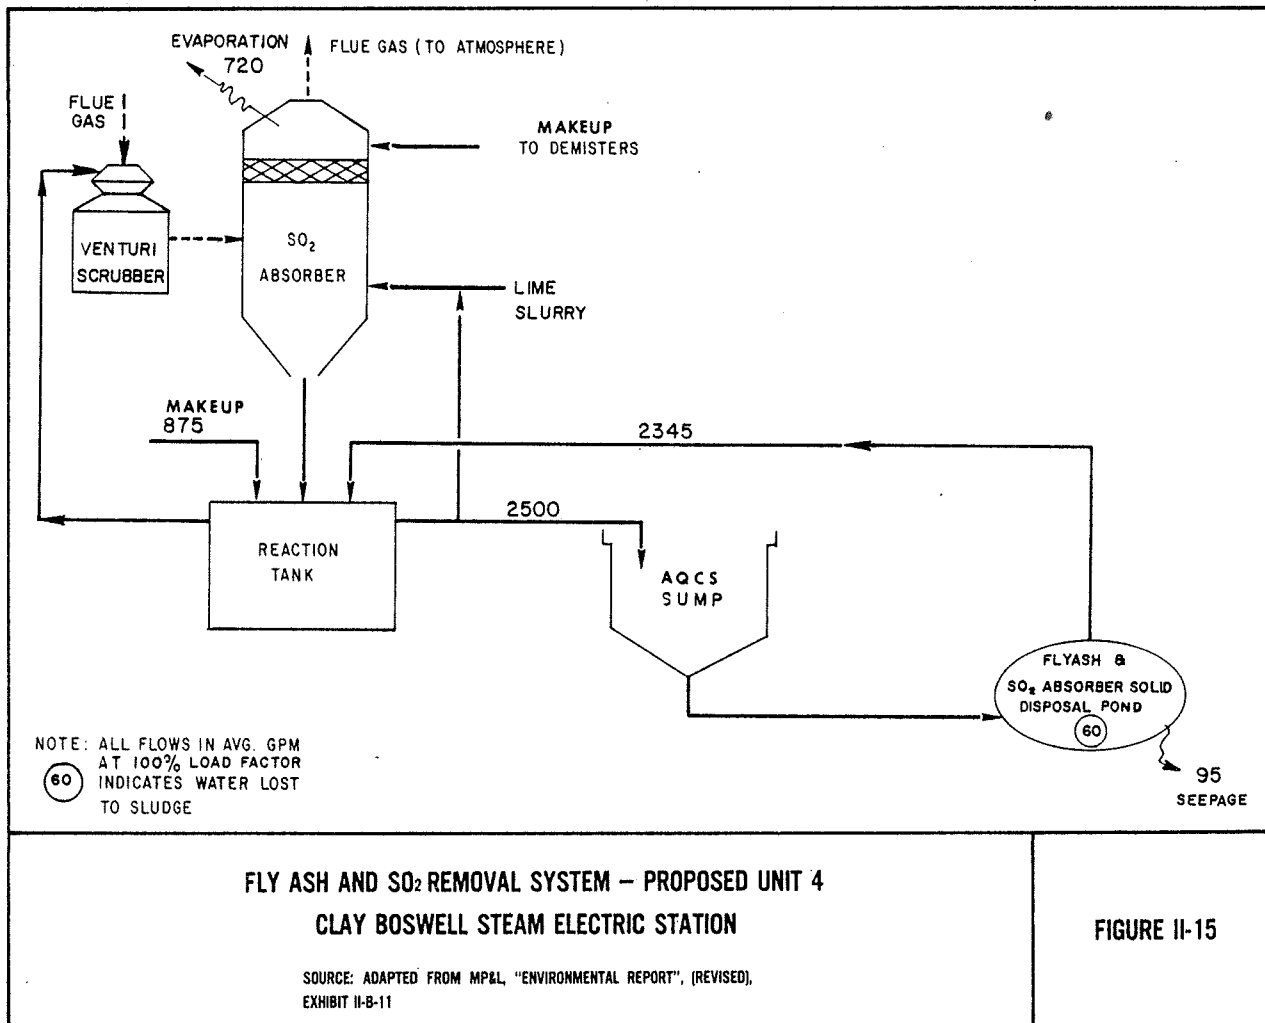 EVAPORATION
720
FLUE GAS (TO ATMOSPHERE)
FLUE
GAS
MAKEUP
TO DEMISTERS
VENTURI
SCRUBBER
SO₂
ABSORBER
LIME
SLURRY
MAKEUP
875
2345
2500
REACTION
TANK
AQCS
SUMP
FLYASH &
SO₂ ABSORBER SOLID
DISPOSAL POND
60
95
SEEPAGE
NOTE: ALL FLOWS IN AVG. GPM
AT 100% LOAD FACTOR
60 INDICATES WATER LOST
TO SLUDGE
FLY ASH AND SO₂ REMOVAL SYSTEM – PROPOSED UNIT 4
CLAY BOSWELL STEAM ELECTRIC STATION
SOURCE: ADAPTED FROM MP&L, "ENVIRONMENTAL REPORT", (REVISED),
EXHIBIT II-B-11
FIGURE II-15